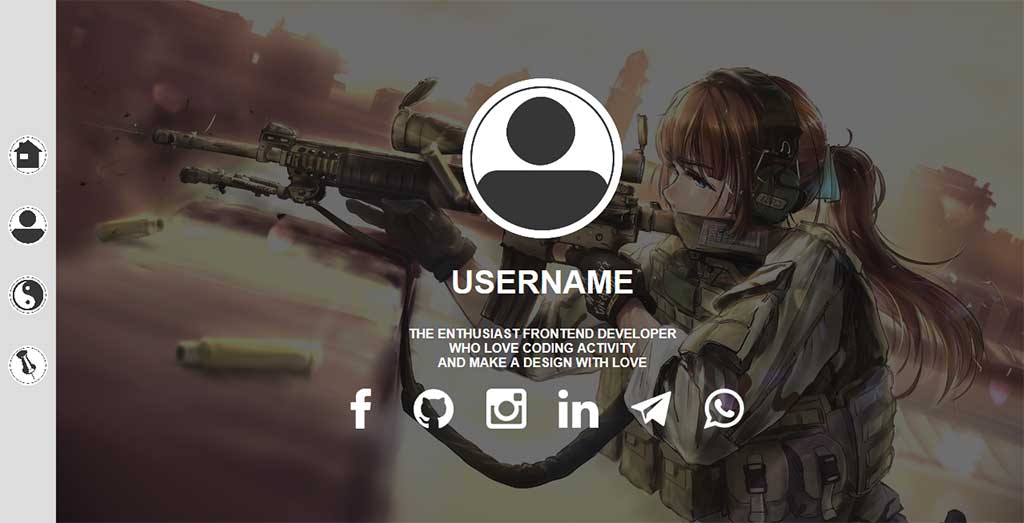 USERNAME
THE ENTHUSIAST FRONTEND DEVELOPER
WHO LOVE CODING ACTIVITY
AND MAKE A DESIGN WITH LOVE